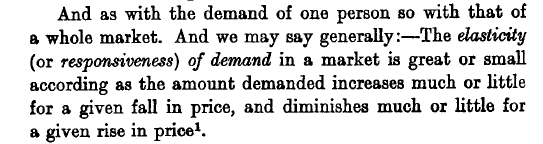 And as with the demand of one person so with that of
a whole market. And we may say generally:—The elasticity
(or responsiveness) of demand in a market is great or small
according as the amount demanded increases much or little
for a given fall in price, and diminishes much or little for
a given rise in price¹.